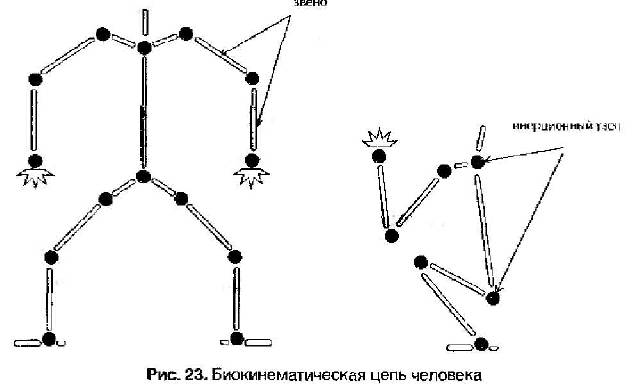 звено
инерционный узел
Рис. 23. Биокинематическая цепь человека